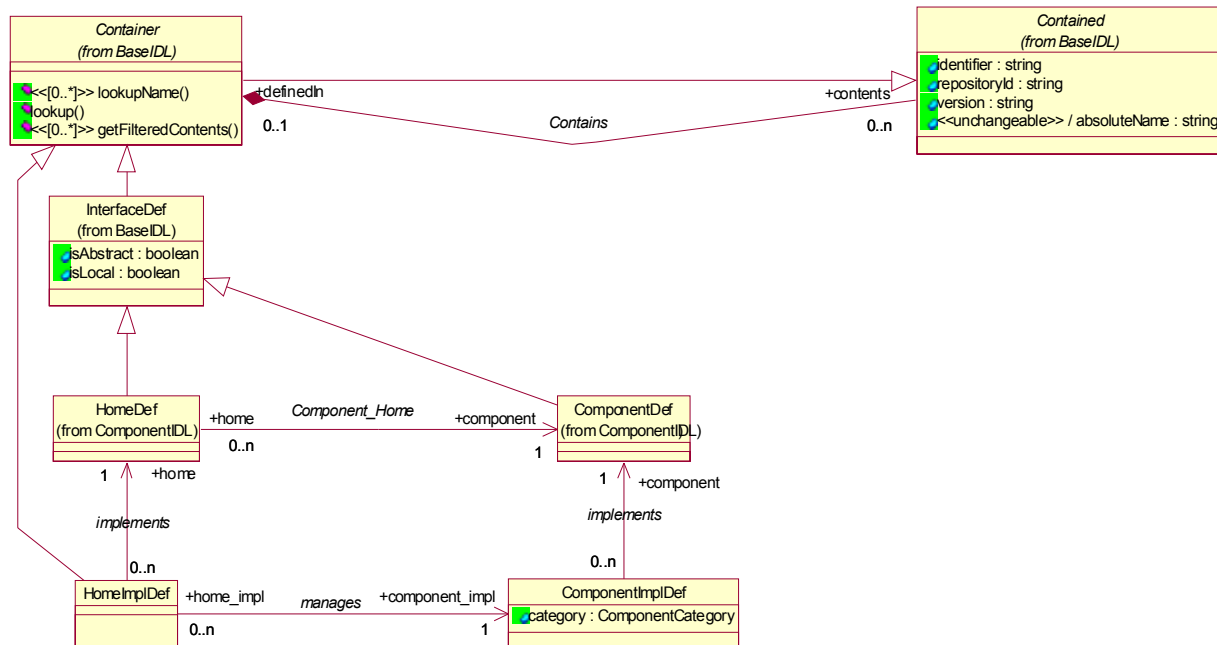 Container
(from BaseIDL)
<<[0..*]>> lookupName()
lookup()
<<[0..*]>> getFilteredContents()
Contained
(from BaseIDL)
identifier : string
repositoryId : string
version : string
<<unchangeable>> / absoluteName : string
+definedIn
0..1
Contains
+contents
0..n
InterfaceDef
(from BaseIDL)
isAbstract : boolean
isLocal : boolean
HomeDef
(from ComponentIDL)
+home
0..n
Component_Home
+component
1
ComponentDef
(from ComponentIDL)
1
+home
implements
0..n
1
+component
implements
0..n
HomeImplDef
+home_impl
0..n
manages
+component_impl
1
ComponentImplDef
category : ComponentCategory